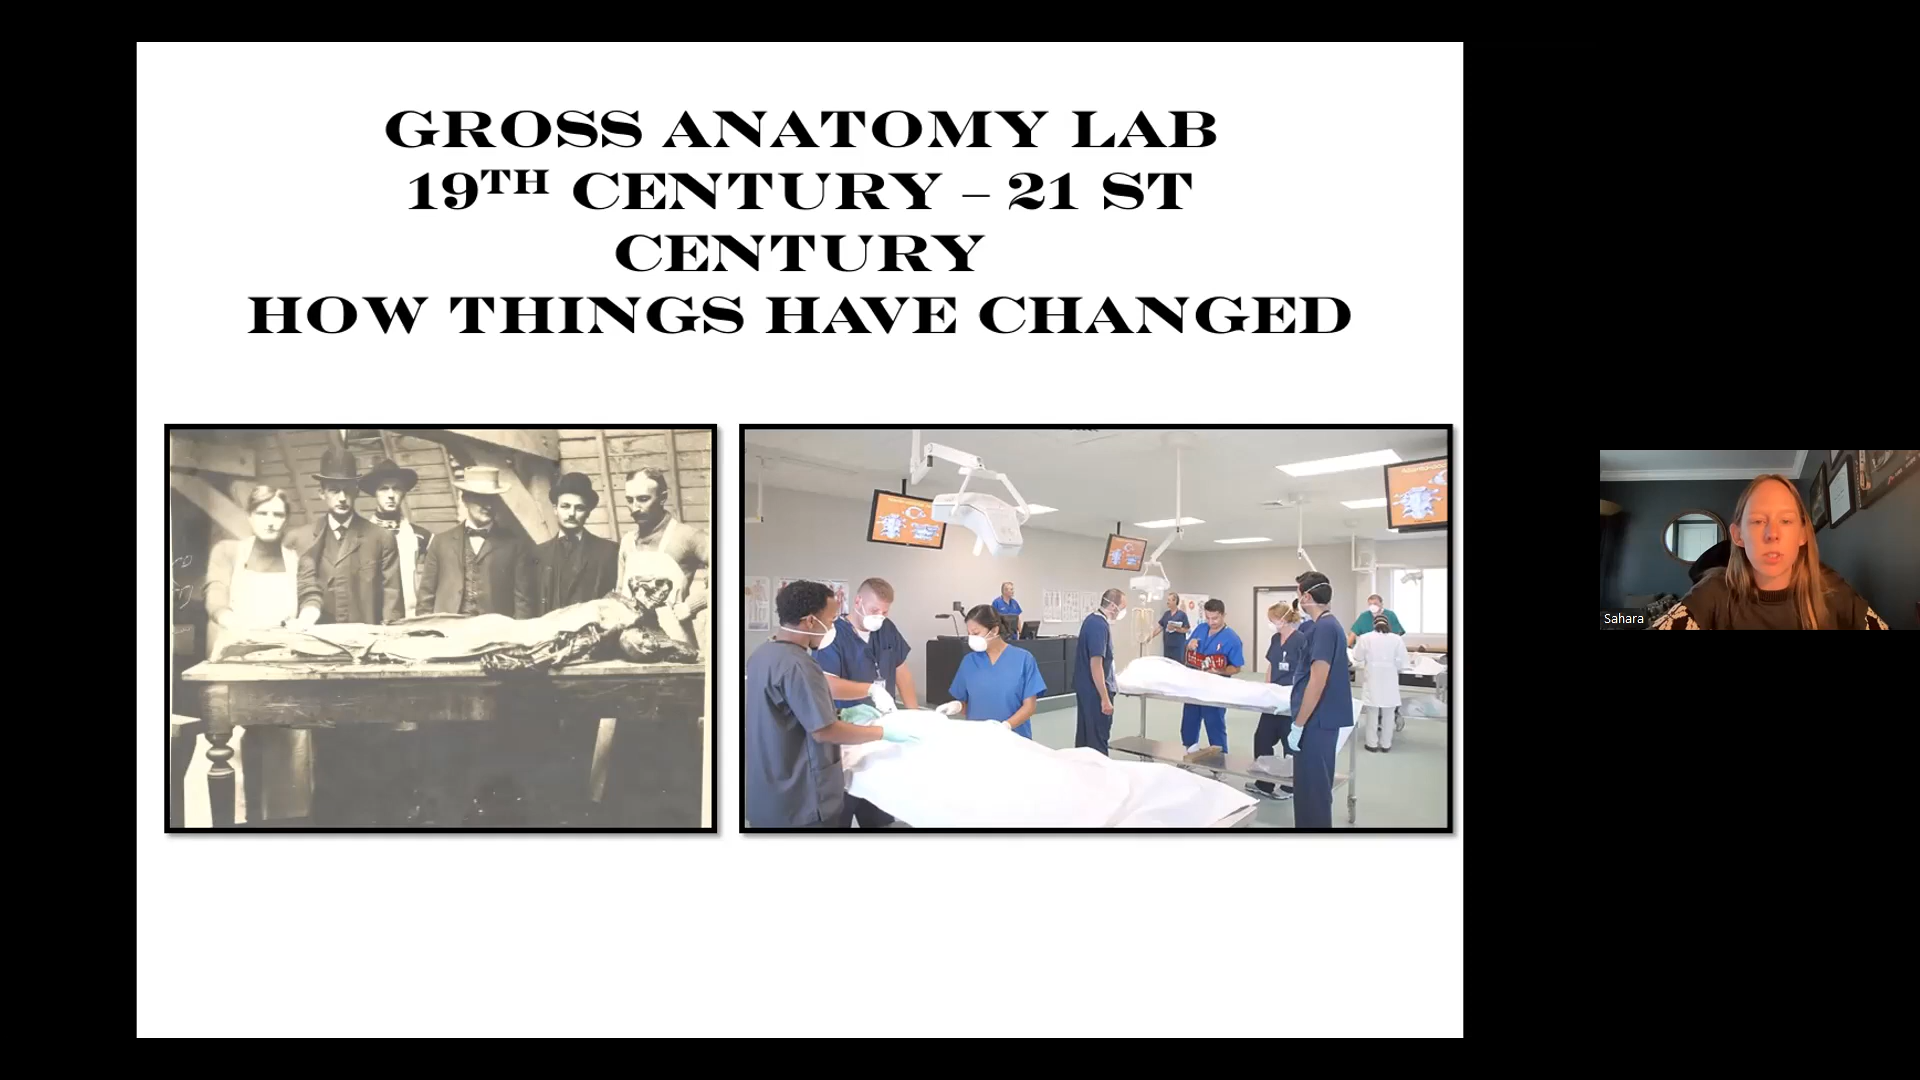 GROSS ANATOMY LAB
19TH CENTURY – 21 ST
CENTURY
HOW THINGS HAVE CHANGED
Sahara